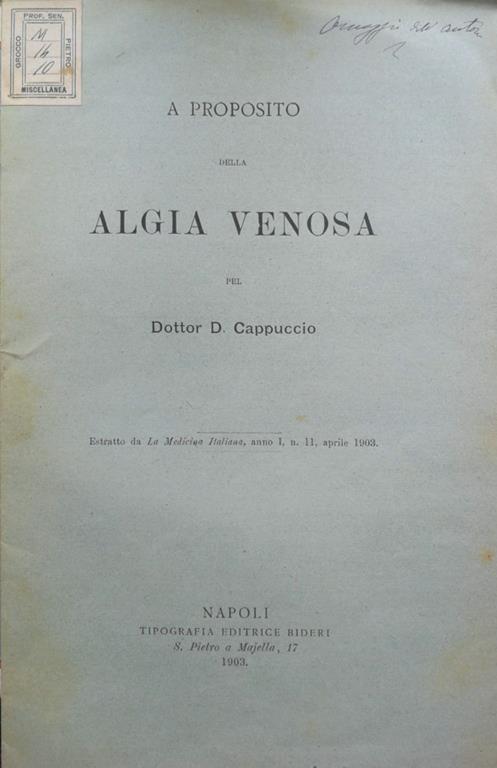 PROF. SEN.
GROCCO
PIETRO
M
14
10
MISCELLANEA
Omaggio dell' autore
A PROPOSITO
DELLA
ALGIA VENOSA
PEL
Dottor D. Cappuccio
Estratto da La Medicina Italiana, anno I, n. 11, aprile 1903.
NAPOLI
TIPOGRAFIA EDITRICE BIDERI
S. Pietro a Majella, 17
1903.